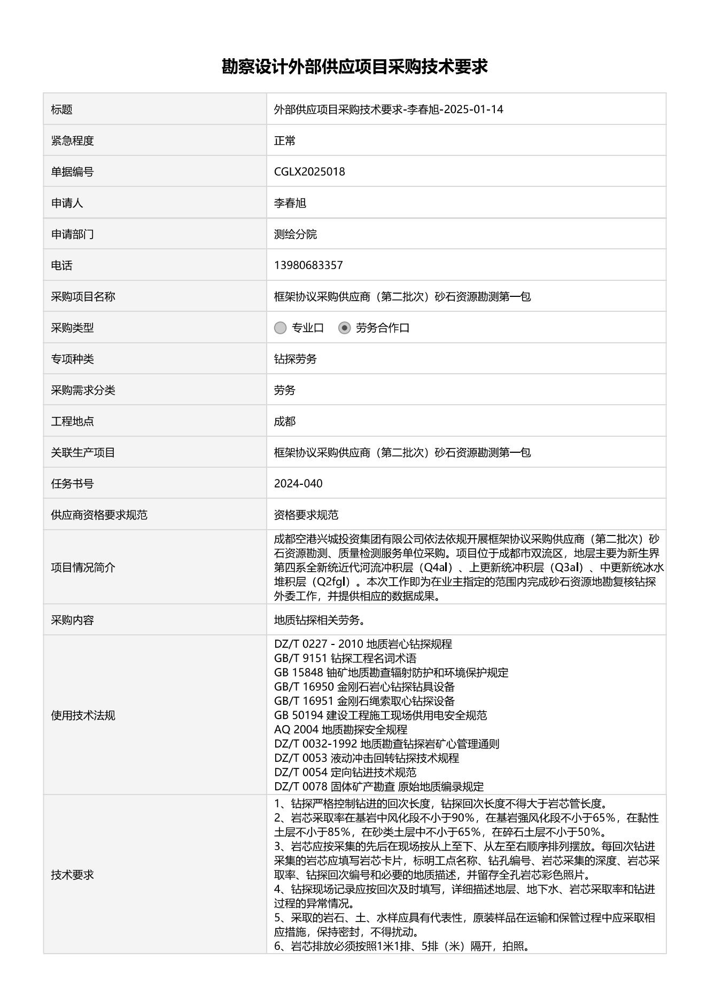 勘察设计外部供应项目采购技术要求
标题 外部供应项目采购技术要求-李春旭-2025-01-14
紧急程度 正常
单据编号 CGLX2025018
申请人 李春旭
申请部门 测绘分院
电话 13980683357
采购项目名称 框架协议采购供应商（第二批次）砂石资源勘测第一包
采购类型 专业口 劳务合作口
专项种类 钻探劳务
采购需求分类 劳务
工程地点 成都
关联生产项目 框架协议采购供应商（第二批次）砂石资源勘测第一包
任务书号 2024-040
供应商资格要求规范 资格要求规范
项目情况简介
成都空港兴城投资集团有限公司依法依规开展框架协议采购供应商（第二批次）砂
石资源勘测、质量检测服务单位采购。项目位于成都市双流区，地层主要为新生界
第四系全新统近代河流冲积层（Q4al）、上更新统冲积层（Q3al）、中更新统冰水
堆积层（Q2fgl）。本次工作即为在业主指定的范围内完成砂石资源地勘复核钻探
外委工作，并提供相应的数据成果。
采购内容 地质钻探相关劳务。
使用技术法规
DZ/T 0227 - 2010 地质岩心钻探规程
GB/T 9151 钻探工程名词术语
GB 15848 铀矿地质勘查辐射防护和环境保护规定
GB/T 16950 金刚石岩心钻探钻具设备
GB/T 16951 金刚石绳索取心钻探设备
GB 50194 建设工程施工现场供用电安全规范
AQ 2004 地质勘探安全规程
DZ/T 0032-1992 地质勘查钻探岩矿心管理通则
DZ/T 0053 液动冲击回转钻探技术规程
DZ/T 0054 定向钻进技术规范
DZ/T 0078 固体矿产勘查 原始地质编录规定
技术要求
1、钻探严格控制钻进的回次长度，钻探回次长度不得大于岩芯管长度。
2、岩芯采取率在基岩中风化段不小于90%，在基岩强风化段不小于65%，在黏性
土层不小于85%，在砂类土层中不小于65%，在碎石土层不小于50%。
3、岩芯应按采集的先后在现场按从上至下、从左至右顺序排列摆放。每回次钻进
采集的岩芯应填写岩芯卡片，标明工点名称、钻孔编号、岩芯采集的深度、岩芯采
取率、钻探回次编号和必要的地质描述，并留存全孔岩芯彩色照片。
4、钻探现场记录应按回次及时填写，详细描述地层、地下水、岩芯采取率和钻进
过程的异常情况。
5、采取的岩石、土、水样应具有代表性，原装样品在运输和保管过程中应采取相
应措施，保持密封，不得扰动。
6、岩芯排放必须按照1米1排、5排（米）隔开，拍照。